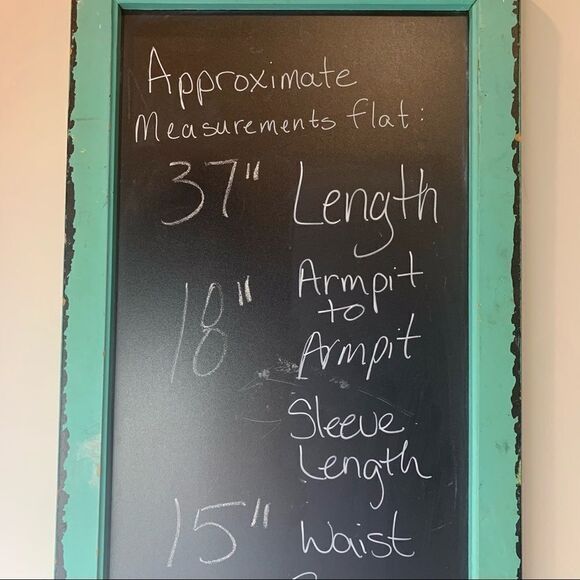 Approximate
Measurements flat:
37" Length
18" Armpit
to
Armpit
Sleeve
Length
15" Waist